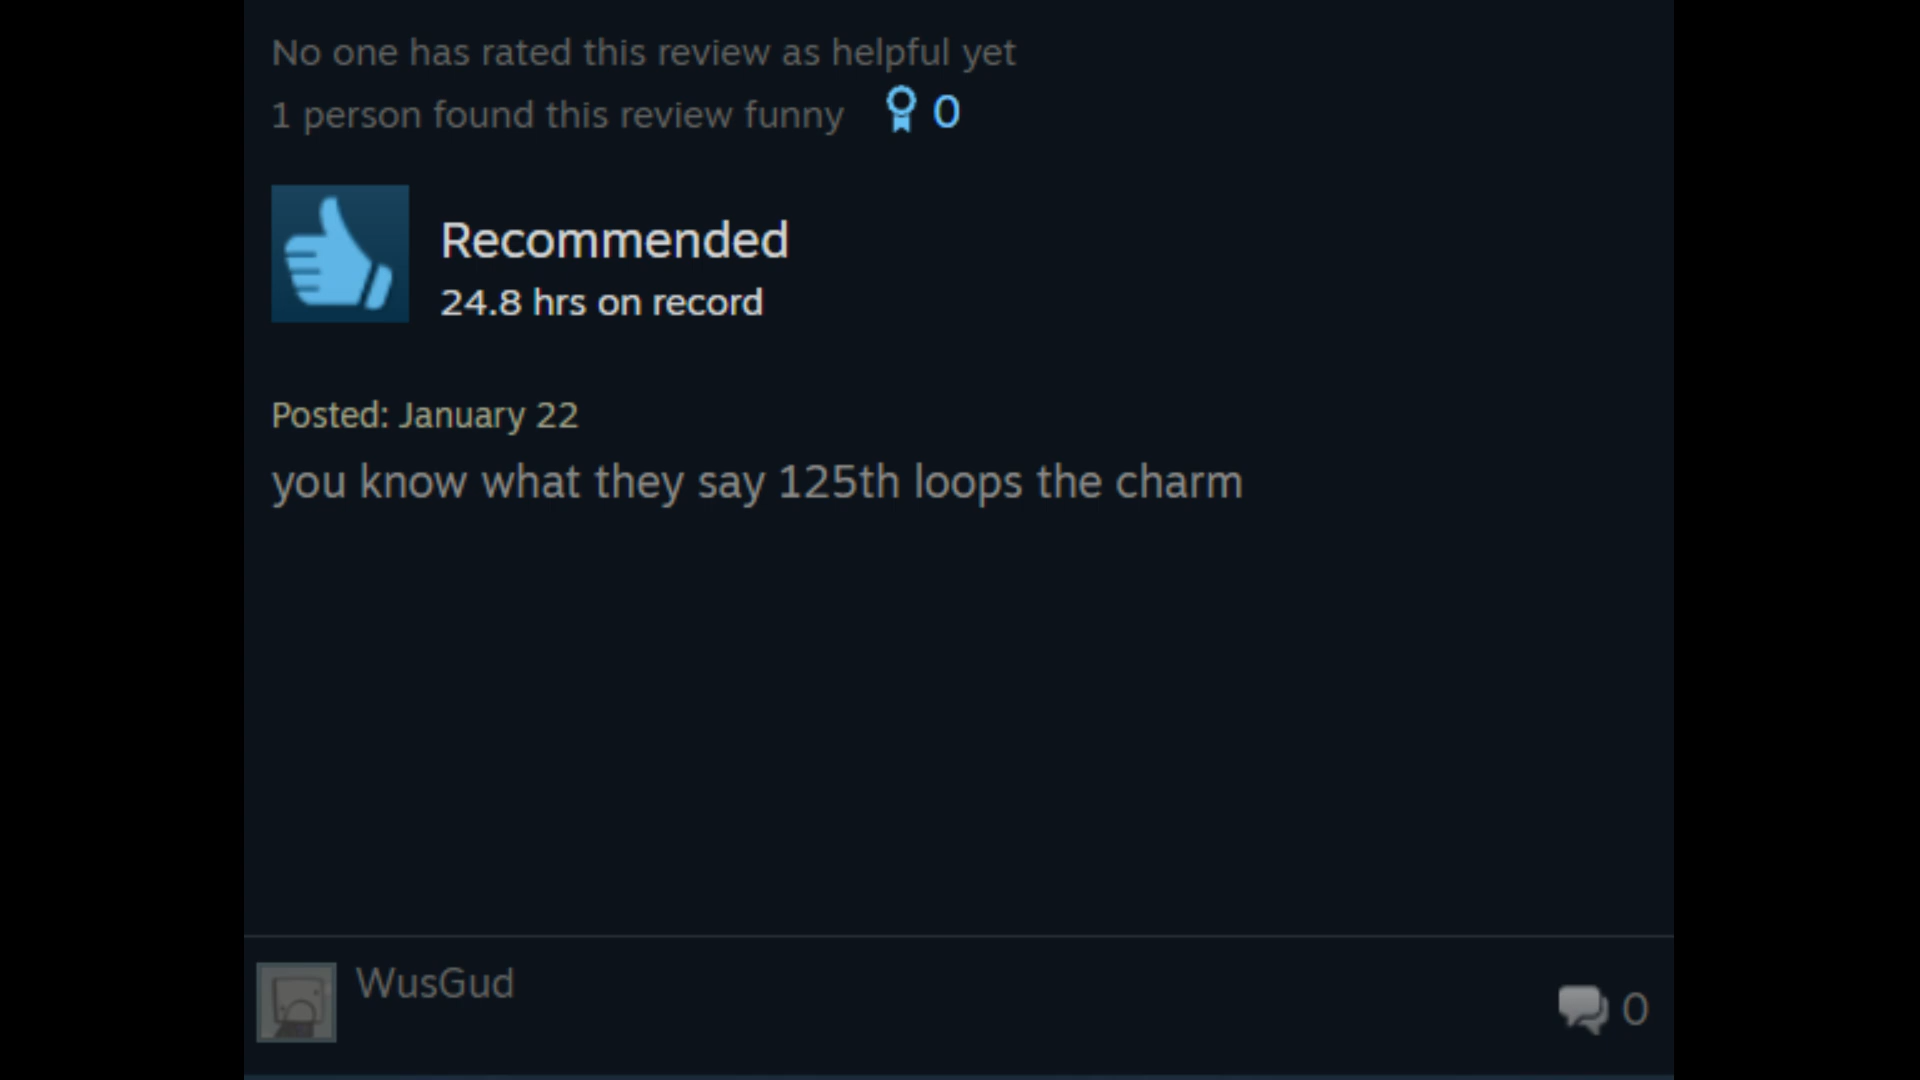 No one has rated this review as helpful yet
1 person found this review funny 0
Recommended
24.8 hrs on record
Posted: January 22
you know what they say 125th loops the charm
WusGud
0